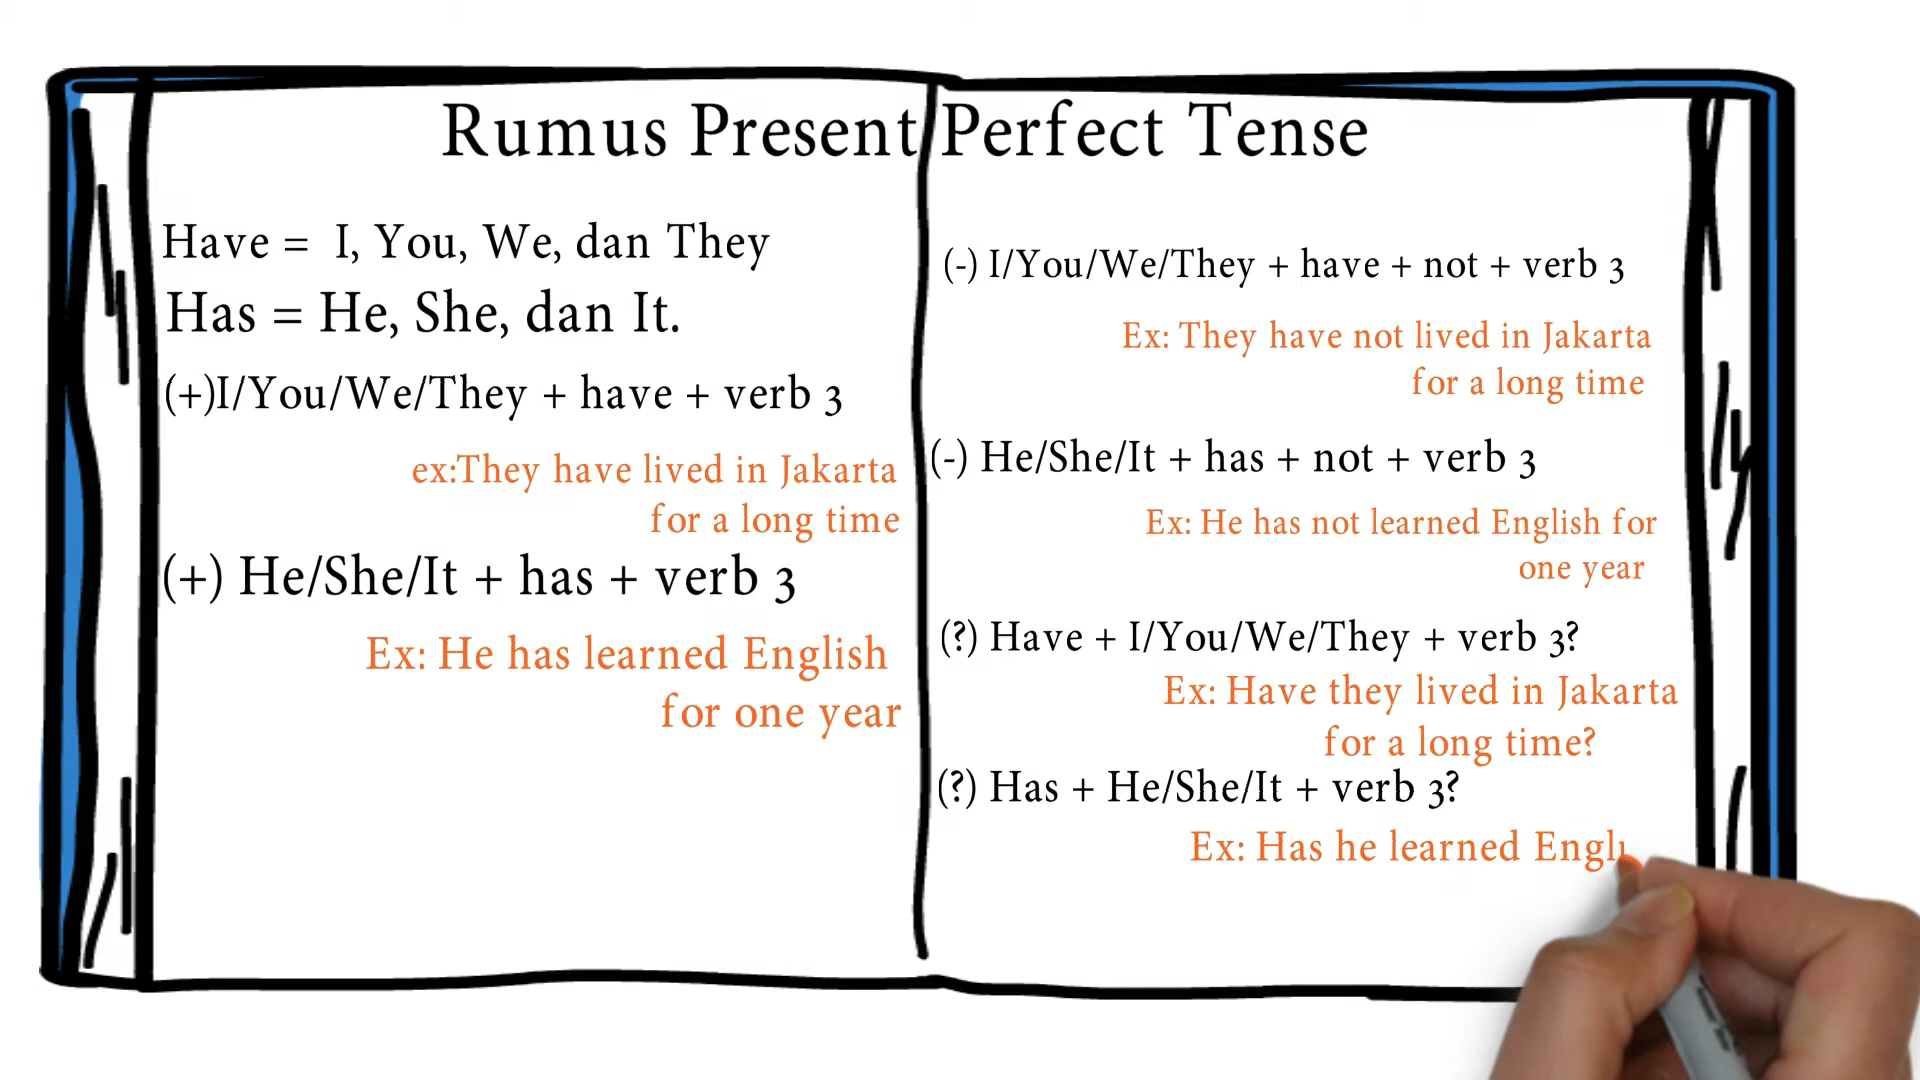 Rumus Present Perfect Tense
Have = I, You, We, dan They
Has = He, She, dan It.
(+)I/You/We/They + have + verb 3
ex:They have lived in Jakarta
for a long time
(+) He/She/It + has + verb 3
Ex: He has learned English
for one year
(-) I/You/We/They + have + not + verb 3
Ex: They have not lived in Jakarta
for a long time
(-) He/She/It + has + not + verb 3
Ex: He has not learned English for
one year
(?) Have + I/You/We/They + verb 3?
Ex: Have they lived in Jakarta
for a long time?
(?) Has + He/She/It + verb 3?
Ex: Has he learned